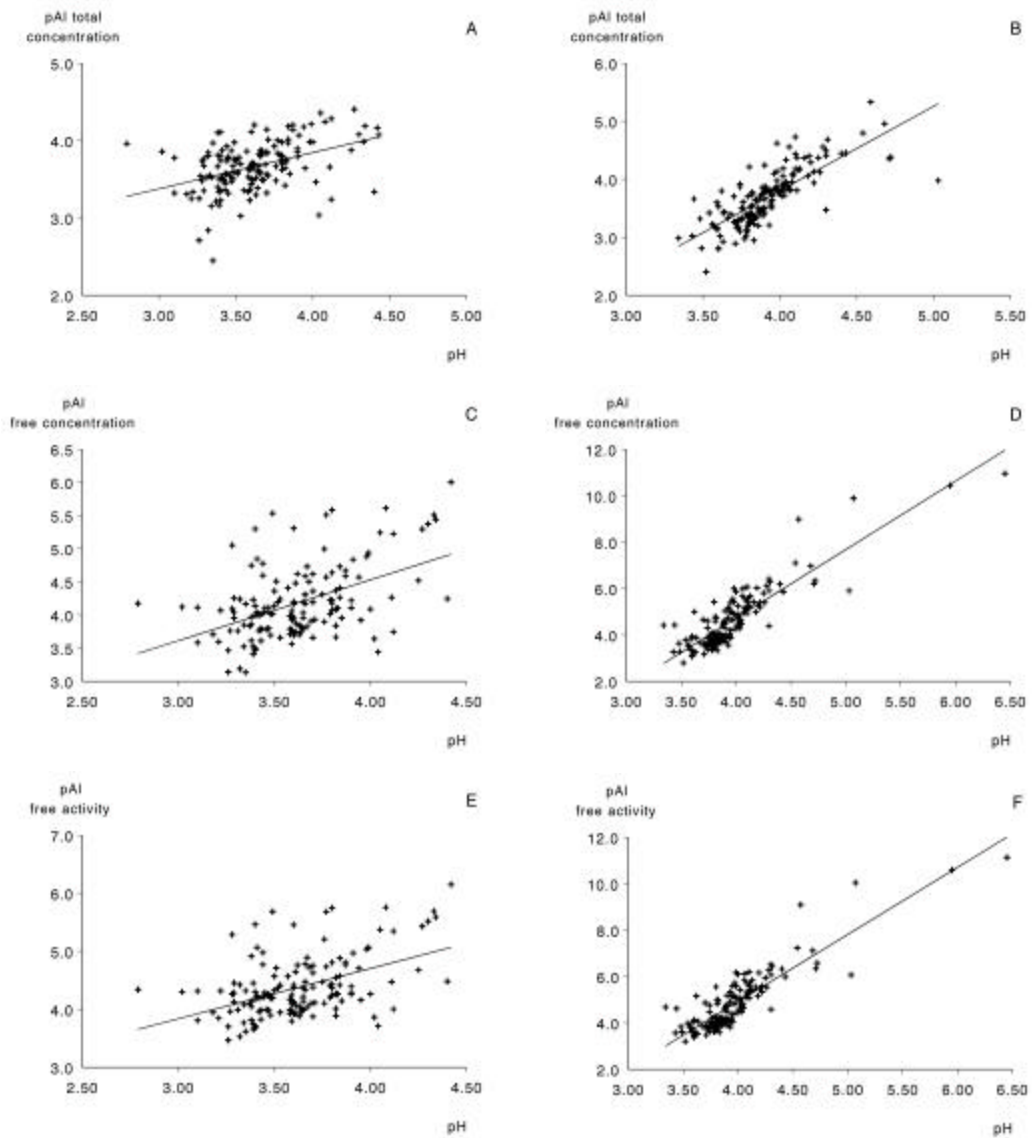 pAl total
concentration
A
5.0
4.0
3.0
2.0
2.50 3.00 3.50 4.00 4.50 5.00
pH
pAl total
concentration
B
6.0
5.0
4.0
3.0
2.0
3.00 3.50 4.00 4.50 5.00 5.50
pH
pAl
free concentration
C
6.5
6.0
5.5
5.0
4.5
4.0
3.5
3.0
2.50 3.00 3.50 4.00 4.50
pH
pAl
free concentration
D
12.0
10.0
8.0
6.0
4.0
2.0
3.00 3.50 4.00 4.50 5.00 5.50 6.00 6.50
pH
pAl
free activity
E
7.0
6.0
5.0
4.0
3.0
2.50 3.00 3.50 4.00 4.50
pH
pAl
free activity
F
12.0
10.0
8.0
6.0
4.0
2.0
3.00 3.50 4.00 4.50 5.00 5.50 6.00 6.50
pH